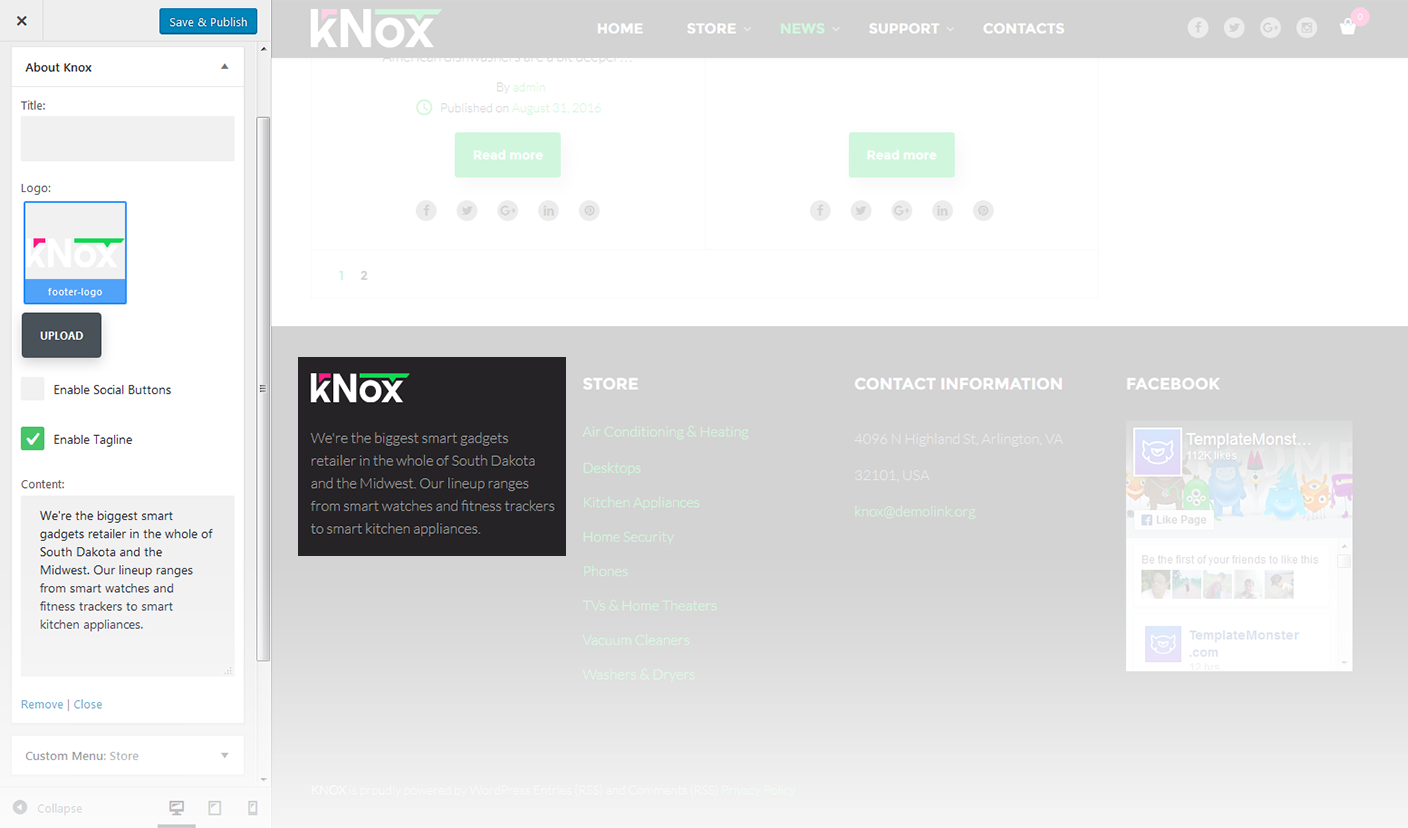 Save & Publish
About Knox
Title:
Logo:
kNox
footer-logo
UPLOAD
Enable Social Buttons
Enable Tagline
Content:
We're the biggest smart
gadgets retailer in the whole of
South Dakota and the
Midwest. Our lineup ranges
from smart watches and
fitness trackers to smart
kitchen appliances.
Remove | Close
Custom Menu: Store
Collapse
kNox
HOME
STORE
NEWS
SUPPORT
CONTACTS
0
American dishwashers are a bit deeper…
By admin
Published on August 31, 2016
Read more
Read more
1 2
kNox
We're the biggest smart gadgets
retailer in the whole of South Dakota
and the Midwest. Our lineup ranges
from smart watches and fitness trackers
to smart kitchen appliances.
STORE
Air Conditioning & Heating
Desktops
Kitchen Appliances
Home Security
Phones
TVs & Home Theaters
Vacuum Cleaners
Washers & Dryers
CONTACT INFORMATION
4096 N Highland St, Arlington, VA
32101, USA
knox@demolink.org
FACEBOOK
TemplateMonst...
112K likes
Like Page
Be the first of your friends to like this
TemplateMonster
.com
12 hrs
KNOX is proudly powered by WordPress Entries (RSS) and Comments (RSS) Privacy Policy